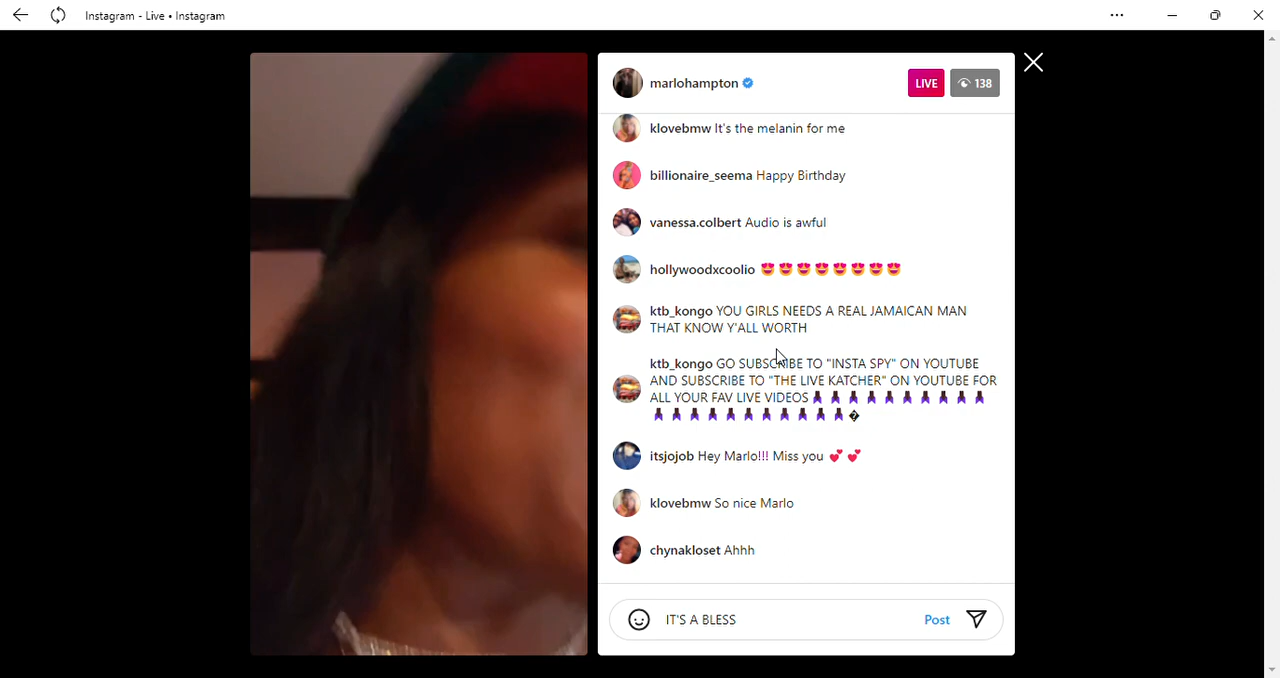 Instagram - Live • Instagram
marlohampton
LIVE
138
klovebmw It's the melanin for me
billionaire_seema Happy Birthday
vanessa.colbert Audio is awful
hollywoodxcoolio 😍😍😍😍😍😍😍😍
ktb_kongo YOU GIRLS NEEDS A REAL JAMAICAN MAN
THAT KNOW Y'ALL WORTH
ktb_kongo GO SUBSCRIBE TO "INSTA SPY" ON YOUTUBE
AND SUBSCRIBE TO "THE LIVE KATCHER" ON YOUTUBE FOR
ALL YOUR FAV LIVE VIDEOS
itsjojob Hey Marlo!!! Miss you 💕 💕
klovebmw So nice Marlo
chynakloset Ahhh
IT'S A BLESS
Post